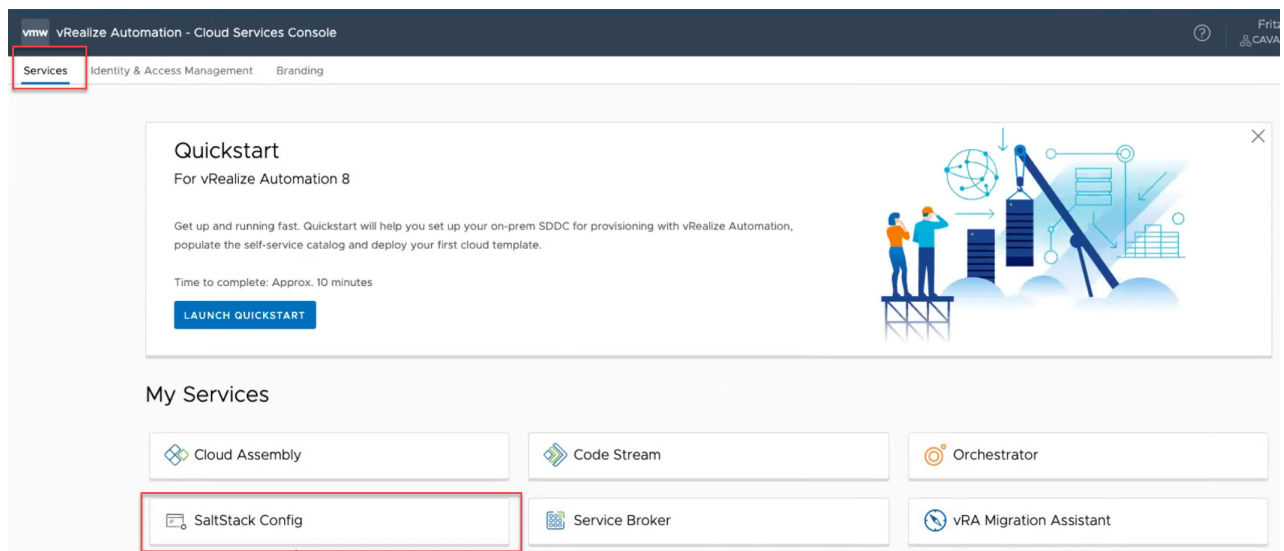 vmw vRealize Automation - Cloud Services Console
Fritz
CAVA
Services Identity & Access Management Branding
Quickstart
For vRealize Automation 8
Get up and running fast. Quickstart will help you set up your on-prem SDDC for provisioning with vRealize Automation,
populate the self-service catalog and deploy your first cloud template.
Time to complete: Approx. 10 minutes
LAUNCH QUICKSTART
My Services
Cloud Assembly
Code Stream
Orchestrator
SaltStack Config
Service Broker
vRA Migration Assistant